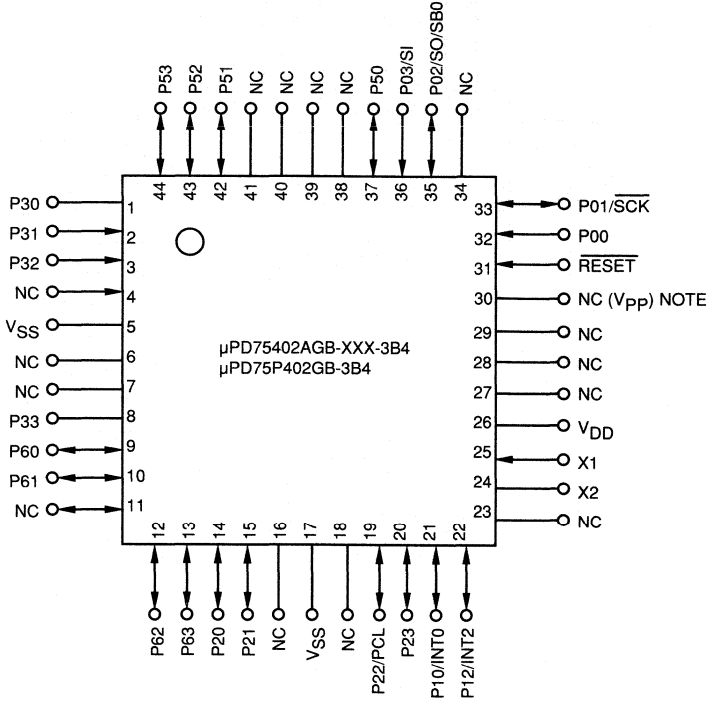 P53
P52
P51
NC
NC
NC
NC
P50
P03/SI
P02/SO/SB0
NC
44
43
42
41
40
39
38
37
36
35
34
P30 1
P31 2
P32 3
NC 4
VSS 5
NC 6
NC 7
P33 8
P60 9
P61 10
NC 11
33 P01/SCK
32 P00
31 RESET
30 NC (VPP) NOTE
29 NC
28 NC
27 NC
26 VDD
25 X1
24 X2
23 NC
µPD75402AGB-XXX-3B4
µPD75P402GB-3B4
12
13
14
15
16
17
18
19
20
21
22
P62
P63
P20
P21
NC
VSS
NC
P22/PCL
P23
P10/INT0
P12/INT2